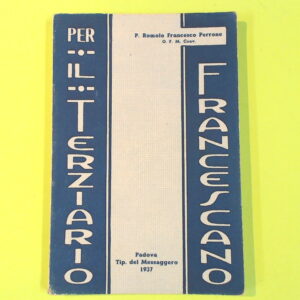 P. Romolo Francesco Perrone
O. F. M. Conv.
PER IL TERZIARIO
FRANCESCANO
Padova
Tip. del Messaggero
1937